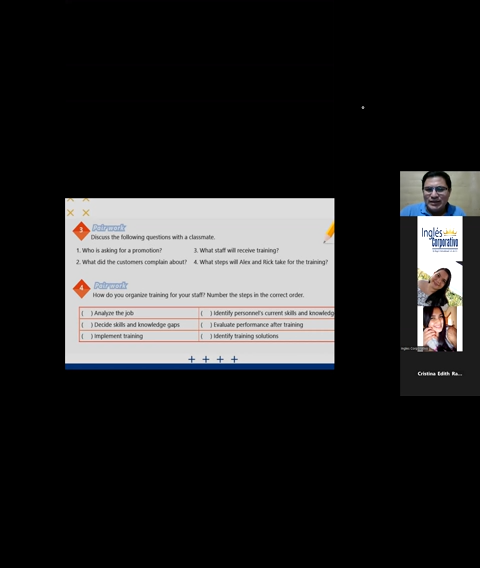 3
Pair work
Discuss the following questions with a classmate.
1. Who is asking for a promotion?
3. What staff will receive training?
2. What did the customers complain about?
4. What steps will Alex and Rick take for the training?
4
Pair work
How do you organize training for your staff? Number the steps in the correct order.
( ) Analyze the job
( ) Identify personnel's current skills and knowledg
( ) Decide skills and knowledge gaps
( ) Evaluate performance after training
( ) Implement training
( ) Identify training solutions
Inglés
Corporativo
Cristina Edith Ra...